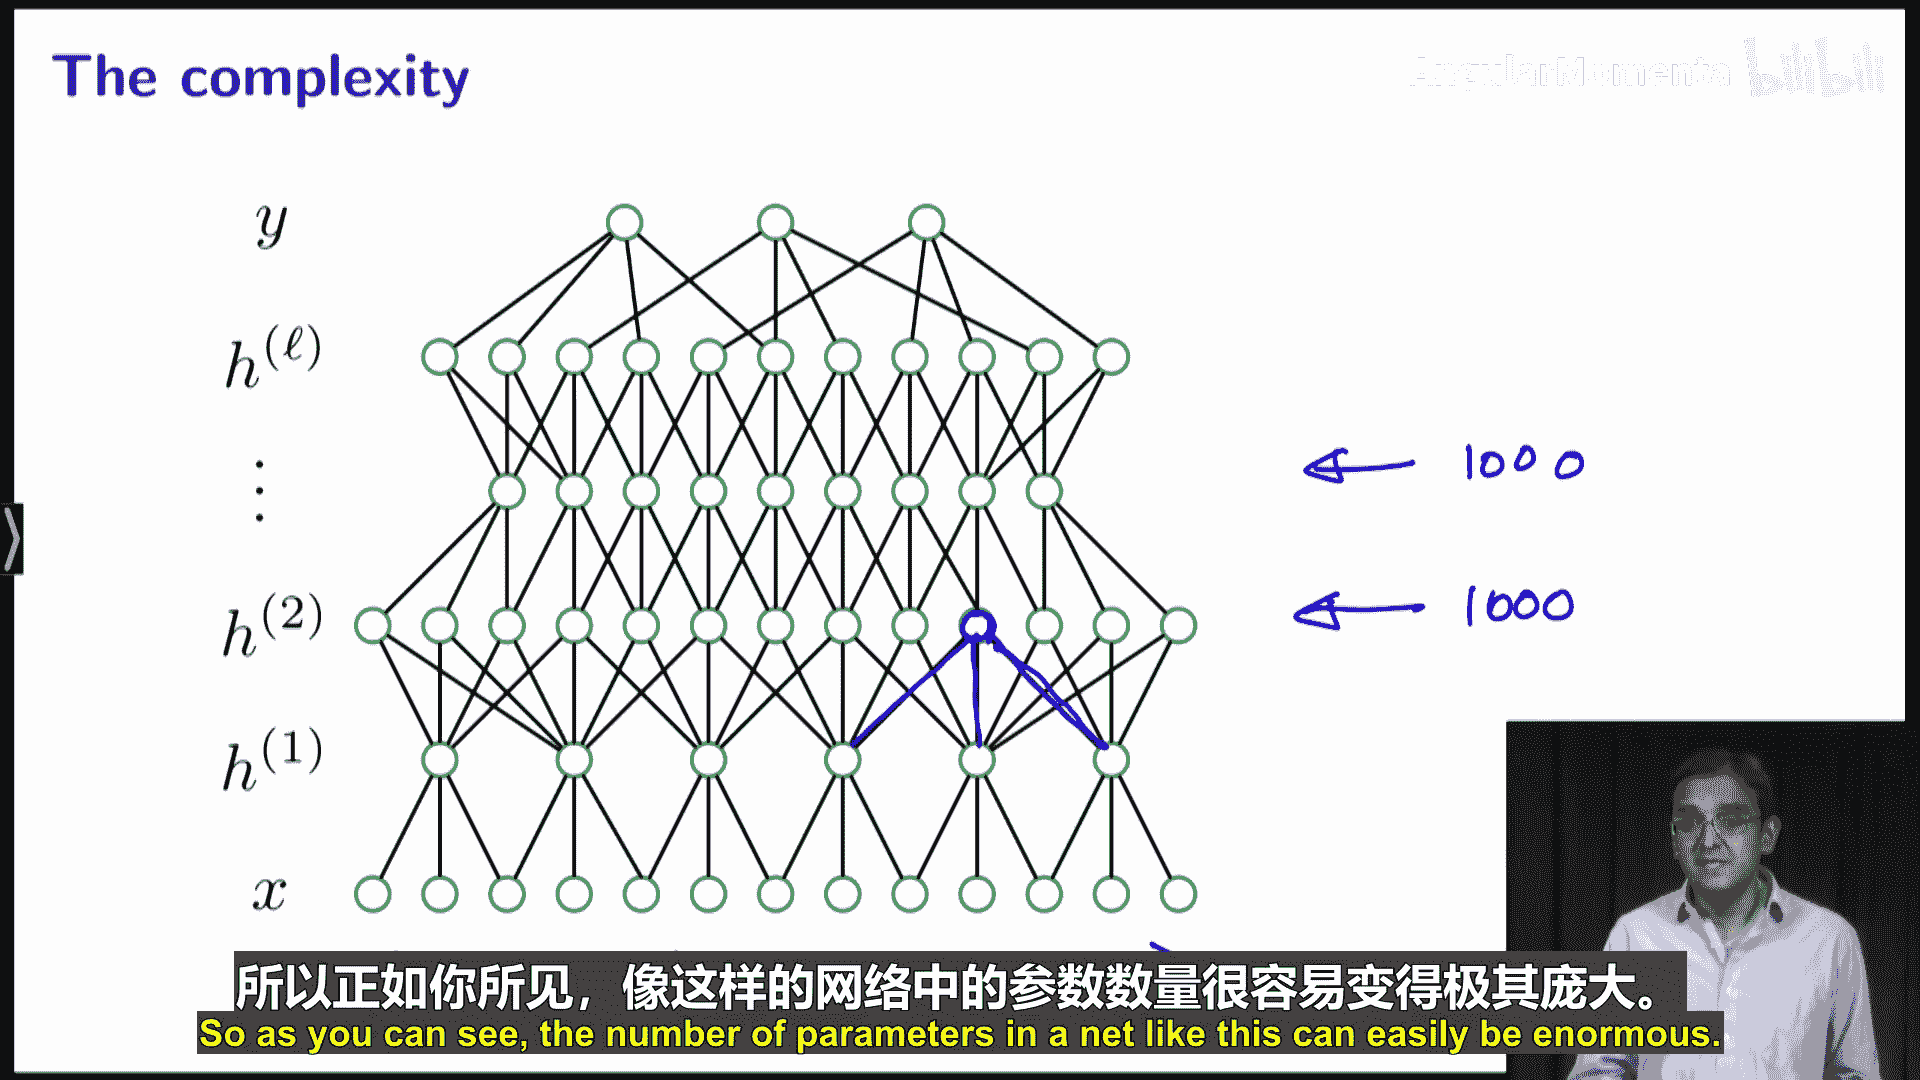 The complexity
AngularMomenta bilibili
y
h^{(ℓ)}
⋮
1000
h^{(2)}
1000
h^{(1)}
x
所以正如你所见，像这样的网络中的参数数量很容易变得极其庞大。
So as you can see, the number of parameters in a net like this can easily be enormous.